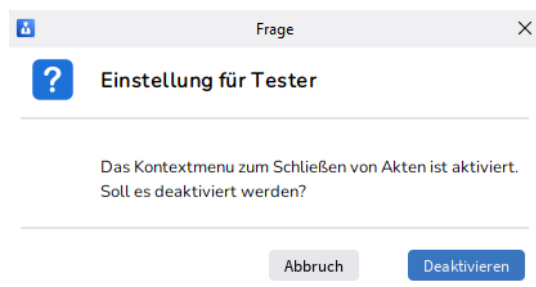 Frage
Einstellung für Tester
Das Kontextmenu zum Schließen von Akten ist aktiviert.
Soll es deaktiviert werden?
Abbruch
Deaktivieren